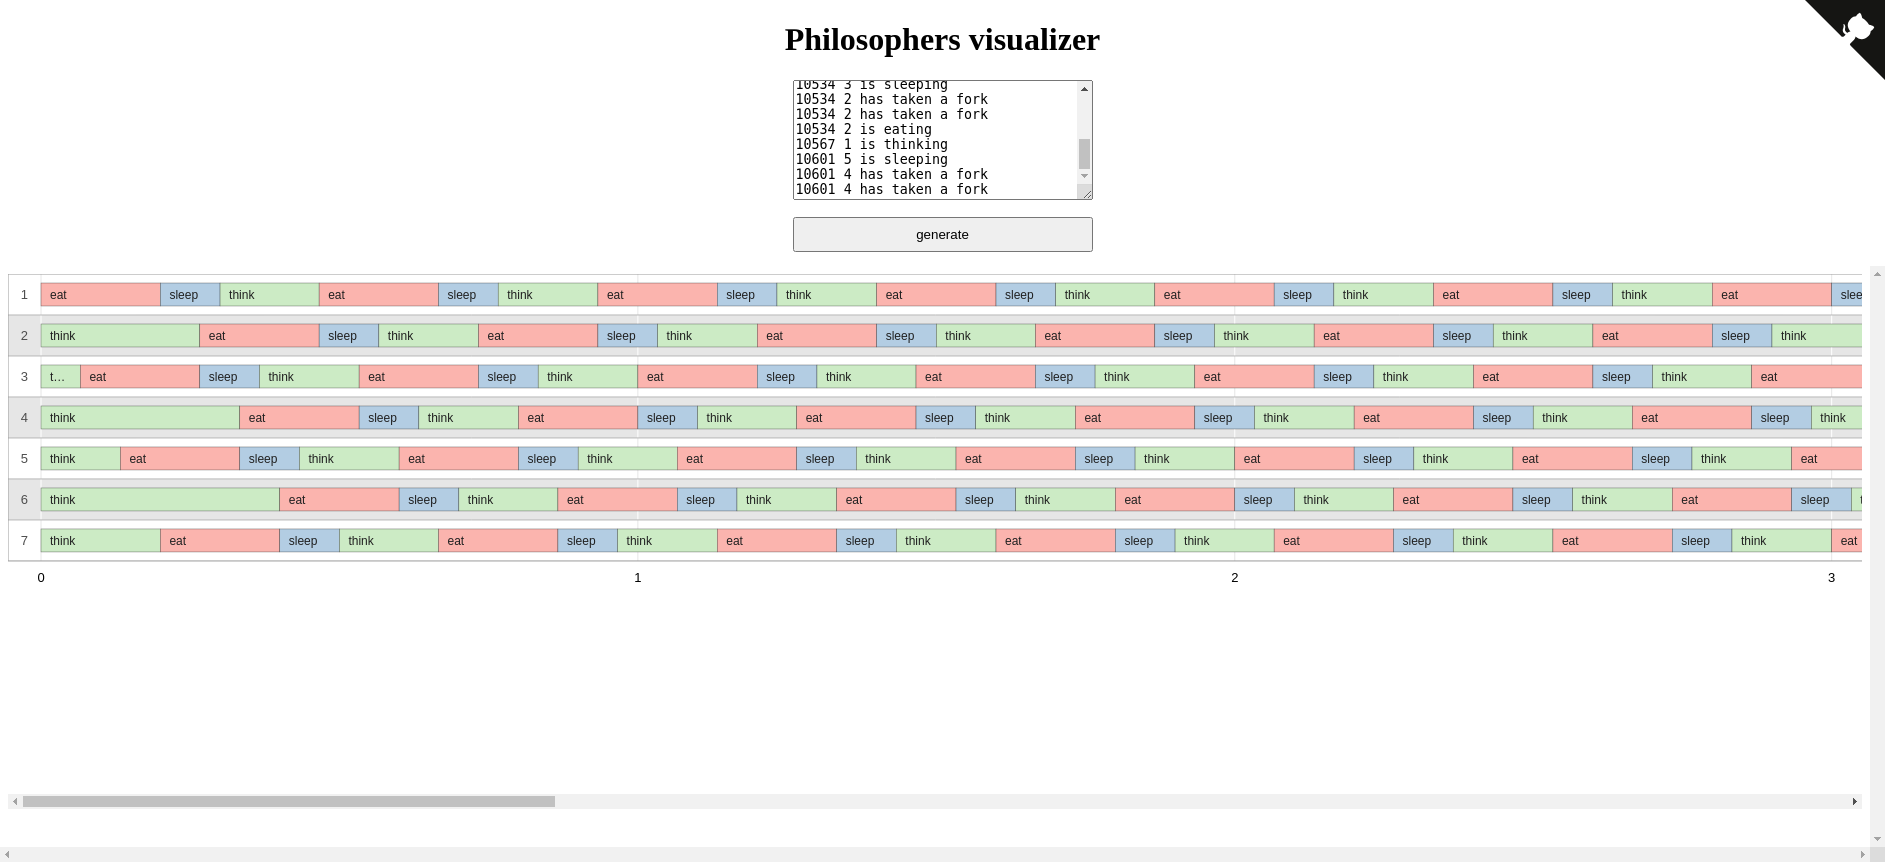 Philosophers visualizer
10534 3 is sleeping
10534 2 has taken a fork
10534 2 has taken a fork
10534 2 is eating
10567 1 is thinking
10601 5 is sleeping
10601 4 has taken a fork
10601 4 has taken a fork
generate
1 eat sleep think eat sleep think eat sleep think eat sleep think eat sleep think eat sleep think eat slee
2 think eat sleep think eat sleep think eat sleep think eat sleep think eat sleep think eat sleep think
3 t... eat sleep think eat sleep think eat sleep think eat sleep think eat sleep think eat sleep think eat
4 think eat sleep think eat sleep think eat sleep think eat sleep think eat sleep think eat sleep think
5 think eat sleep think eat sleep think eat sleep think eat sleep think eat sleep think eat sleep think eat
6 think eat sleep think eat sleep think eat sleep think eat sleep think eat sleep think eat sleep t
7 think eat sleep think eat sleep think eat sleep think eat sleep think eat sleep think eat sleep think eat
0 1 2 3